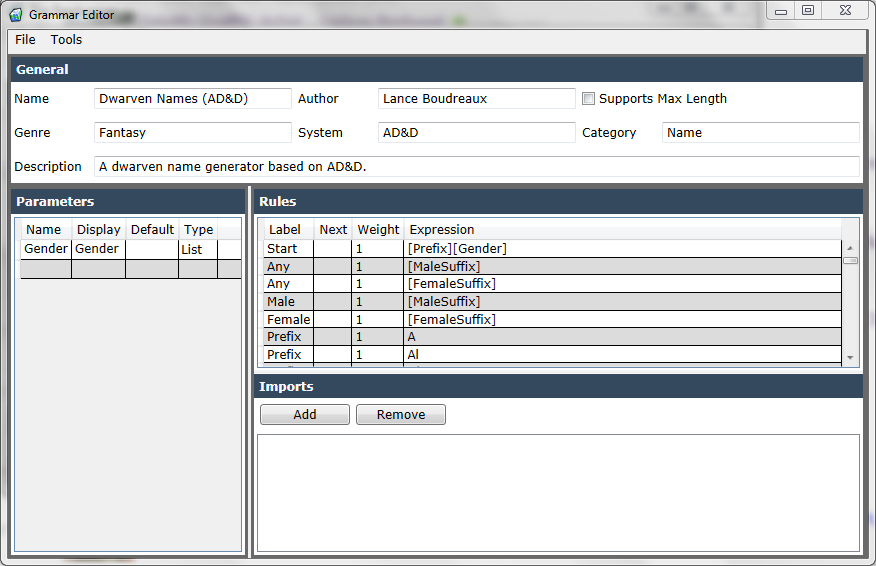 Grammar Editor
File Tools
General
Name Dwarven Names (AD&D) Author Lance Boudreaux Supports Max Length
Genre Fantasy System AD&D Category Name
Description A dwarven name generator based on AD&D.
Parameters
Name Display Default Type
Gender Gender List
Rules
Label Next Weight Expression
Start 1 [Prefix][Gender]
Any 1 [MaleSuffix]
Any 1 [FemaleSuffix]
Male 1 [MaleSuffix]
Female 1 [FemaleSuffix]
Prefix 1 A
Prefix 1 Al
Imports
Add Remove